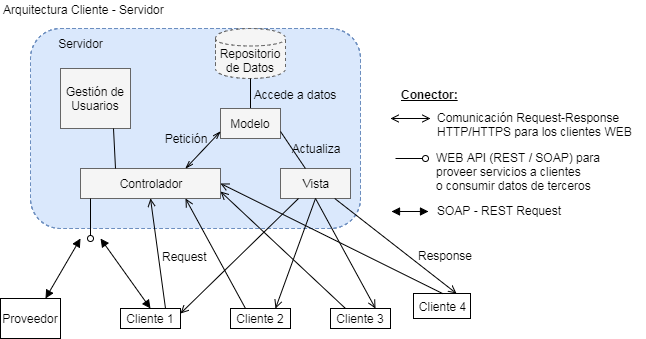 Arquitectura Cliente - Servidor
Servidor
Repositorio
de Datos
Gestión de
Usuarios
Accede a datos
Modelo
Petición
Actualiza
Controlador
Vista
Request
Response
Proveedor
Cliente 1
Cliente 2
Cliente 3
Cliente 4
Conector:
Comunicación Request-Response
HTTP/HTTPS para los clientes WEB
WEB API (REST / SOAP) para
proveer servicios a clientes
o consumir datos de terceros
SOAP - REST Request